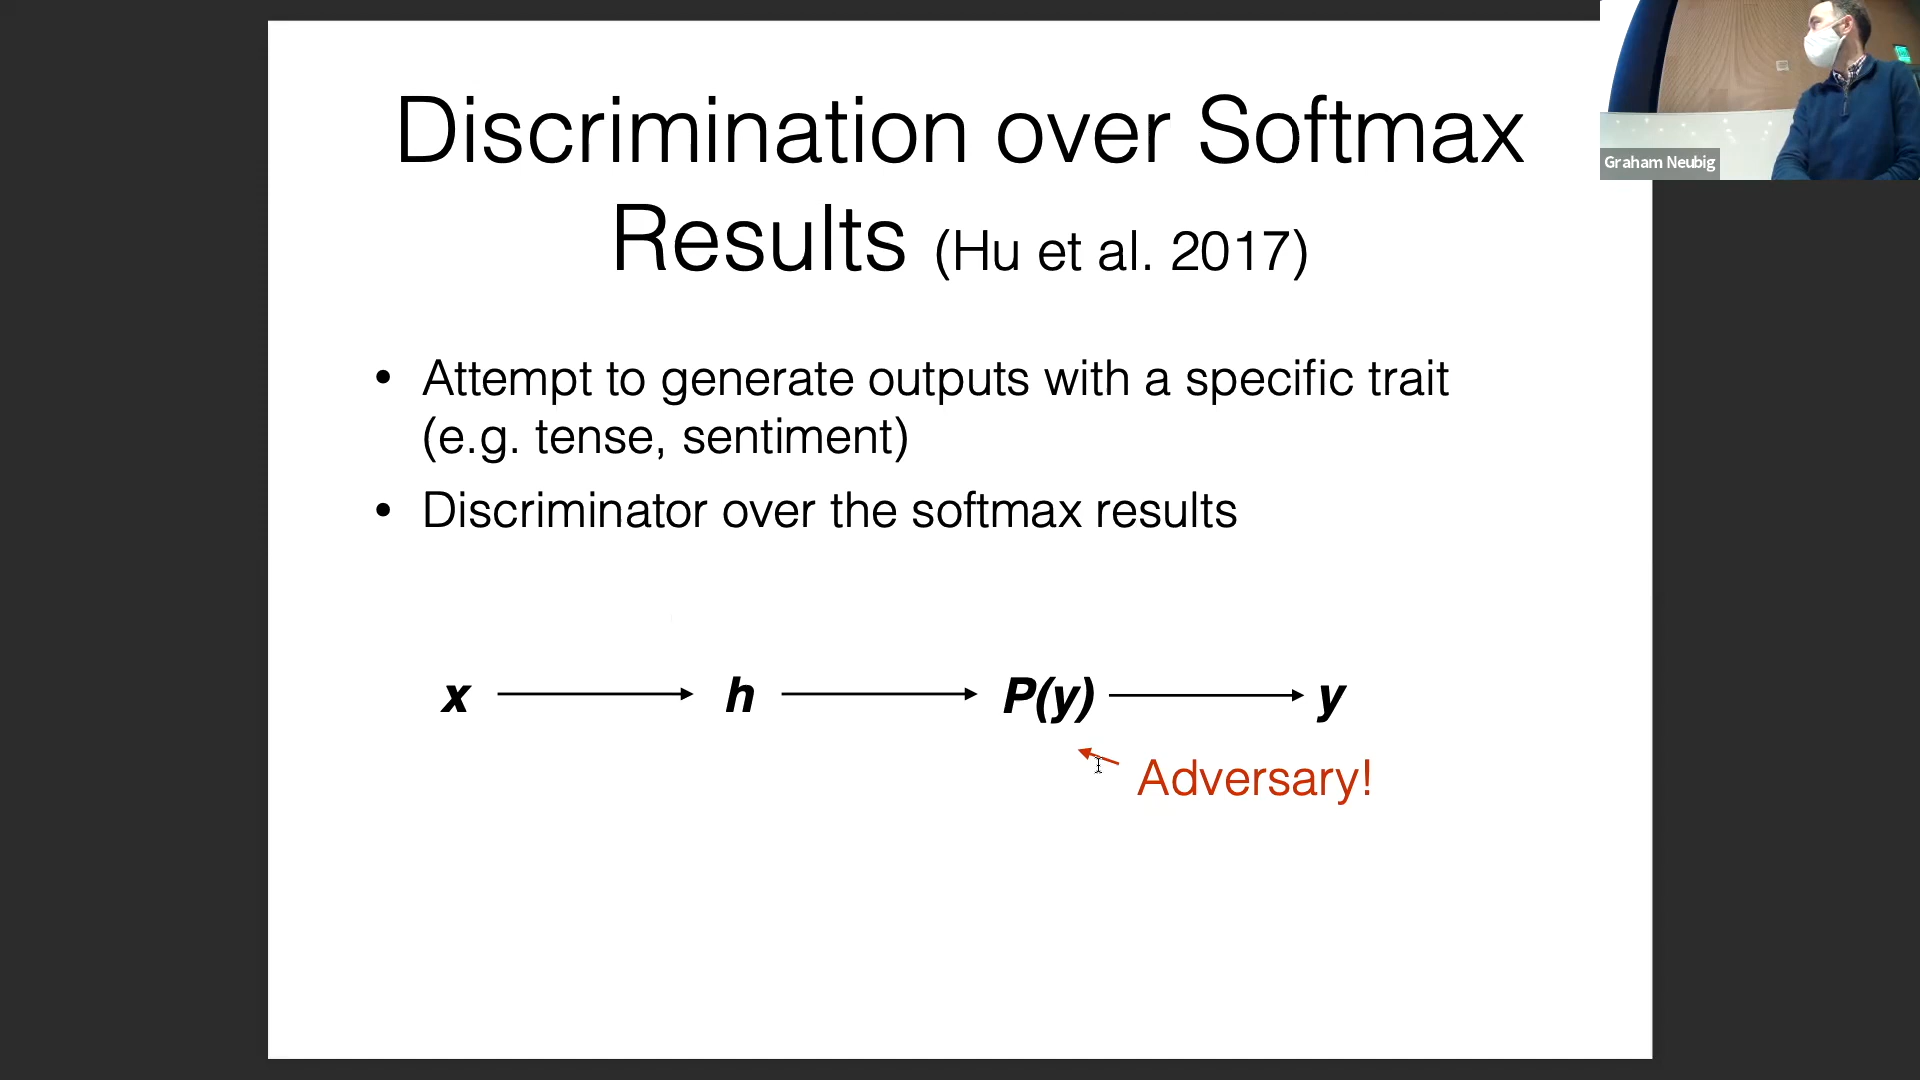 Discrimination over Softmax
Results (Hu et al. 2017)
Graham Neubig
• Attempt to generate outputs with a specific trait
(e.g. tense, sentiment)
• Discriminator over the softmax results
x h P(y) y
Adversary!